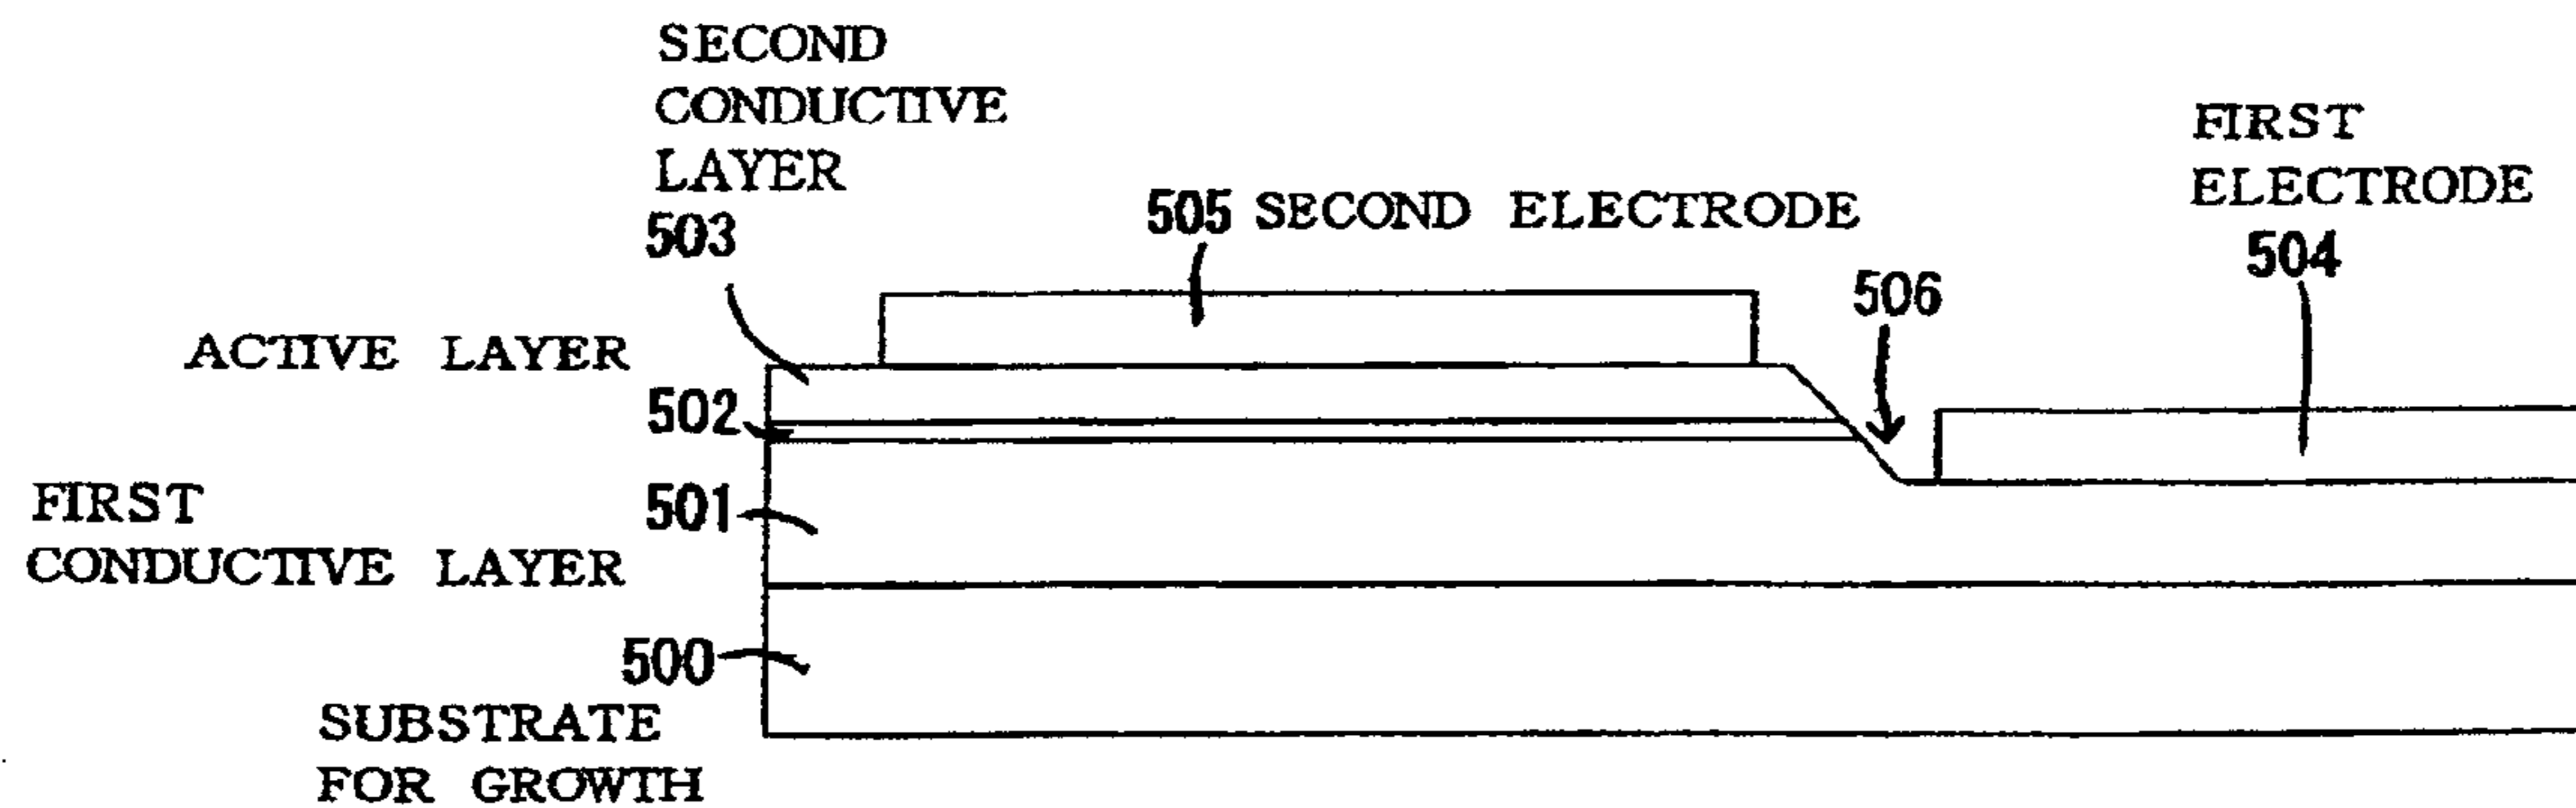 SECOND
CONDUCTIVE
LAYER
503
505 SECOND ELECTRODE
FIRST
ELECTRODE
504
506
ACTIVE LAYER
502
FIRST
CONDUCTIVE LAYER
501
500
SUBSTRATE
FOR GROWTH